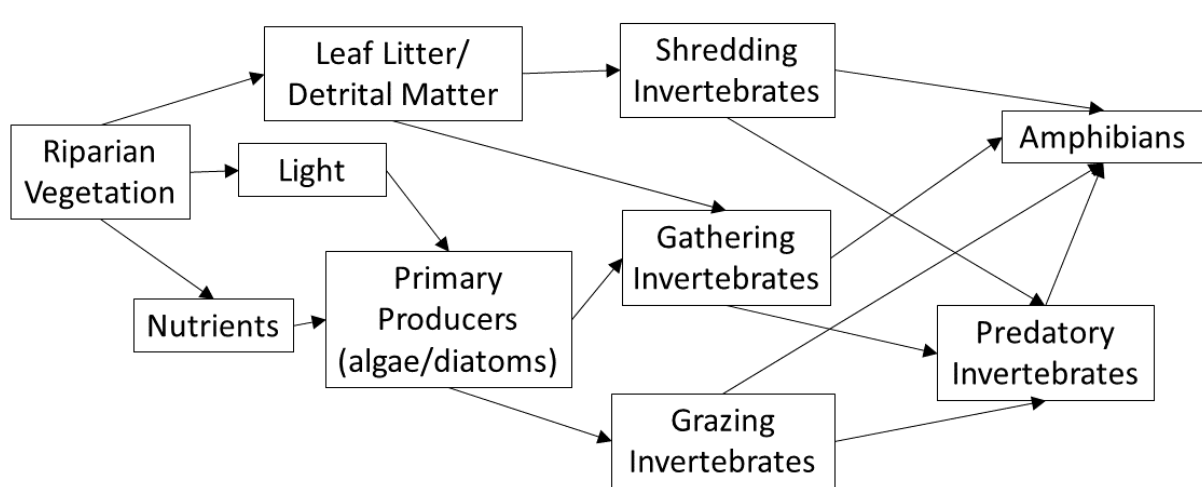 Leaf Litter/
Detrital Matter
Shredding
Invertebrates
Amphibians
Riparian
Vegetation
Light
Gathering
Invertebrates
Primary
Producers
(algae/diatoms)
Nutrients
Predatory
Invertebrates
Grazing
Invertebrates